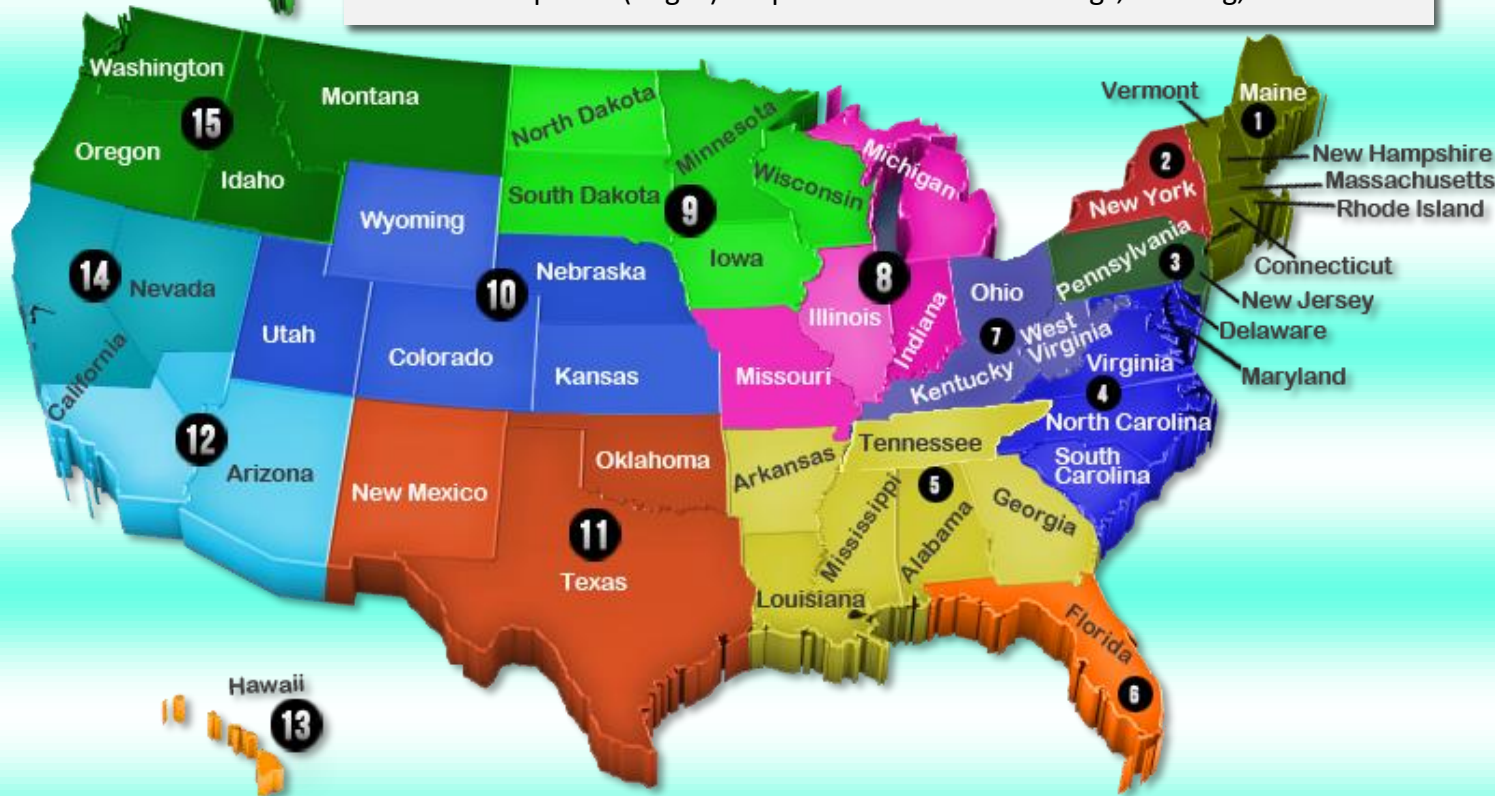 Washington
Montana
North Dakota
Minnesota
Vermont
Maine
1
15
2
Oregon
Idaho
Michigan
New Hampshire
Massachusetts
Rhode Island
Wisconsin
South Dakota
9
New York
Wyoming
Pennsylvania
3
Connecticut
14
Nevada
10
Nebraska
Iowa
8
Ohio
New Jersey
Delaware
Utah
Illinois
Indiana
7
West
Virginia
Virginia
Maryland
California
Colorado
Kansas
Missouri
Kentucky
4
North Carolina
12
Arizona
Oklahoma
Arkansas
Tennessee
South
Carolina
New Mexico
5
Mississippi
Alabama
Georgia
11
Texas
Louisiana
Florida
6
Hawaii
13